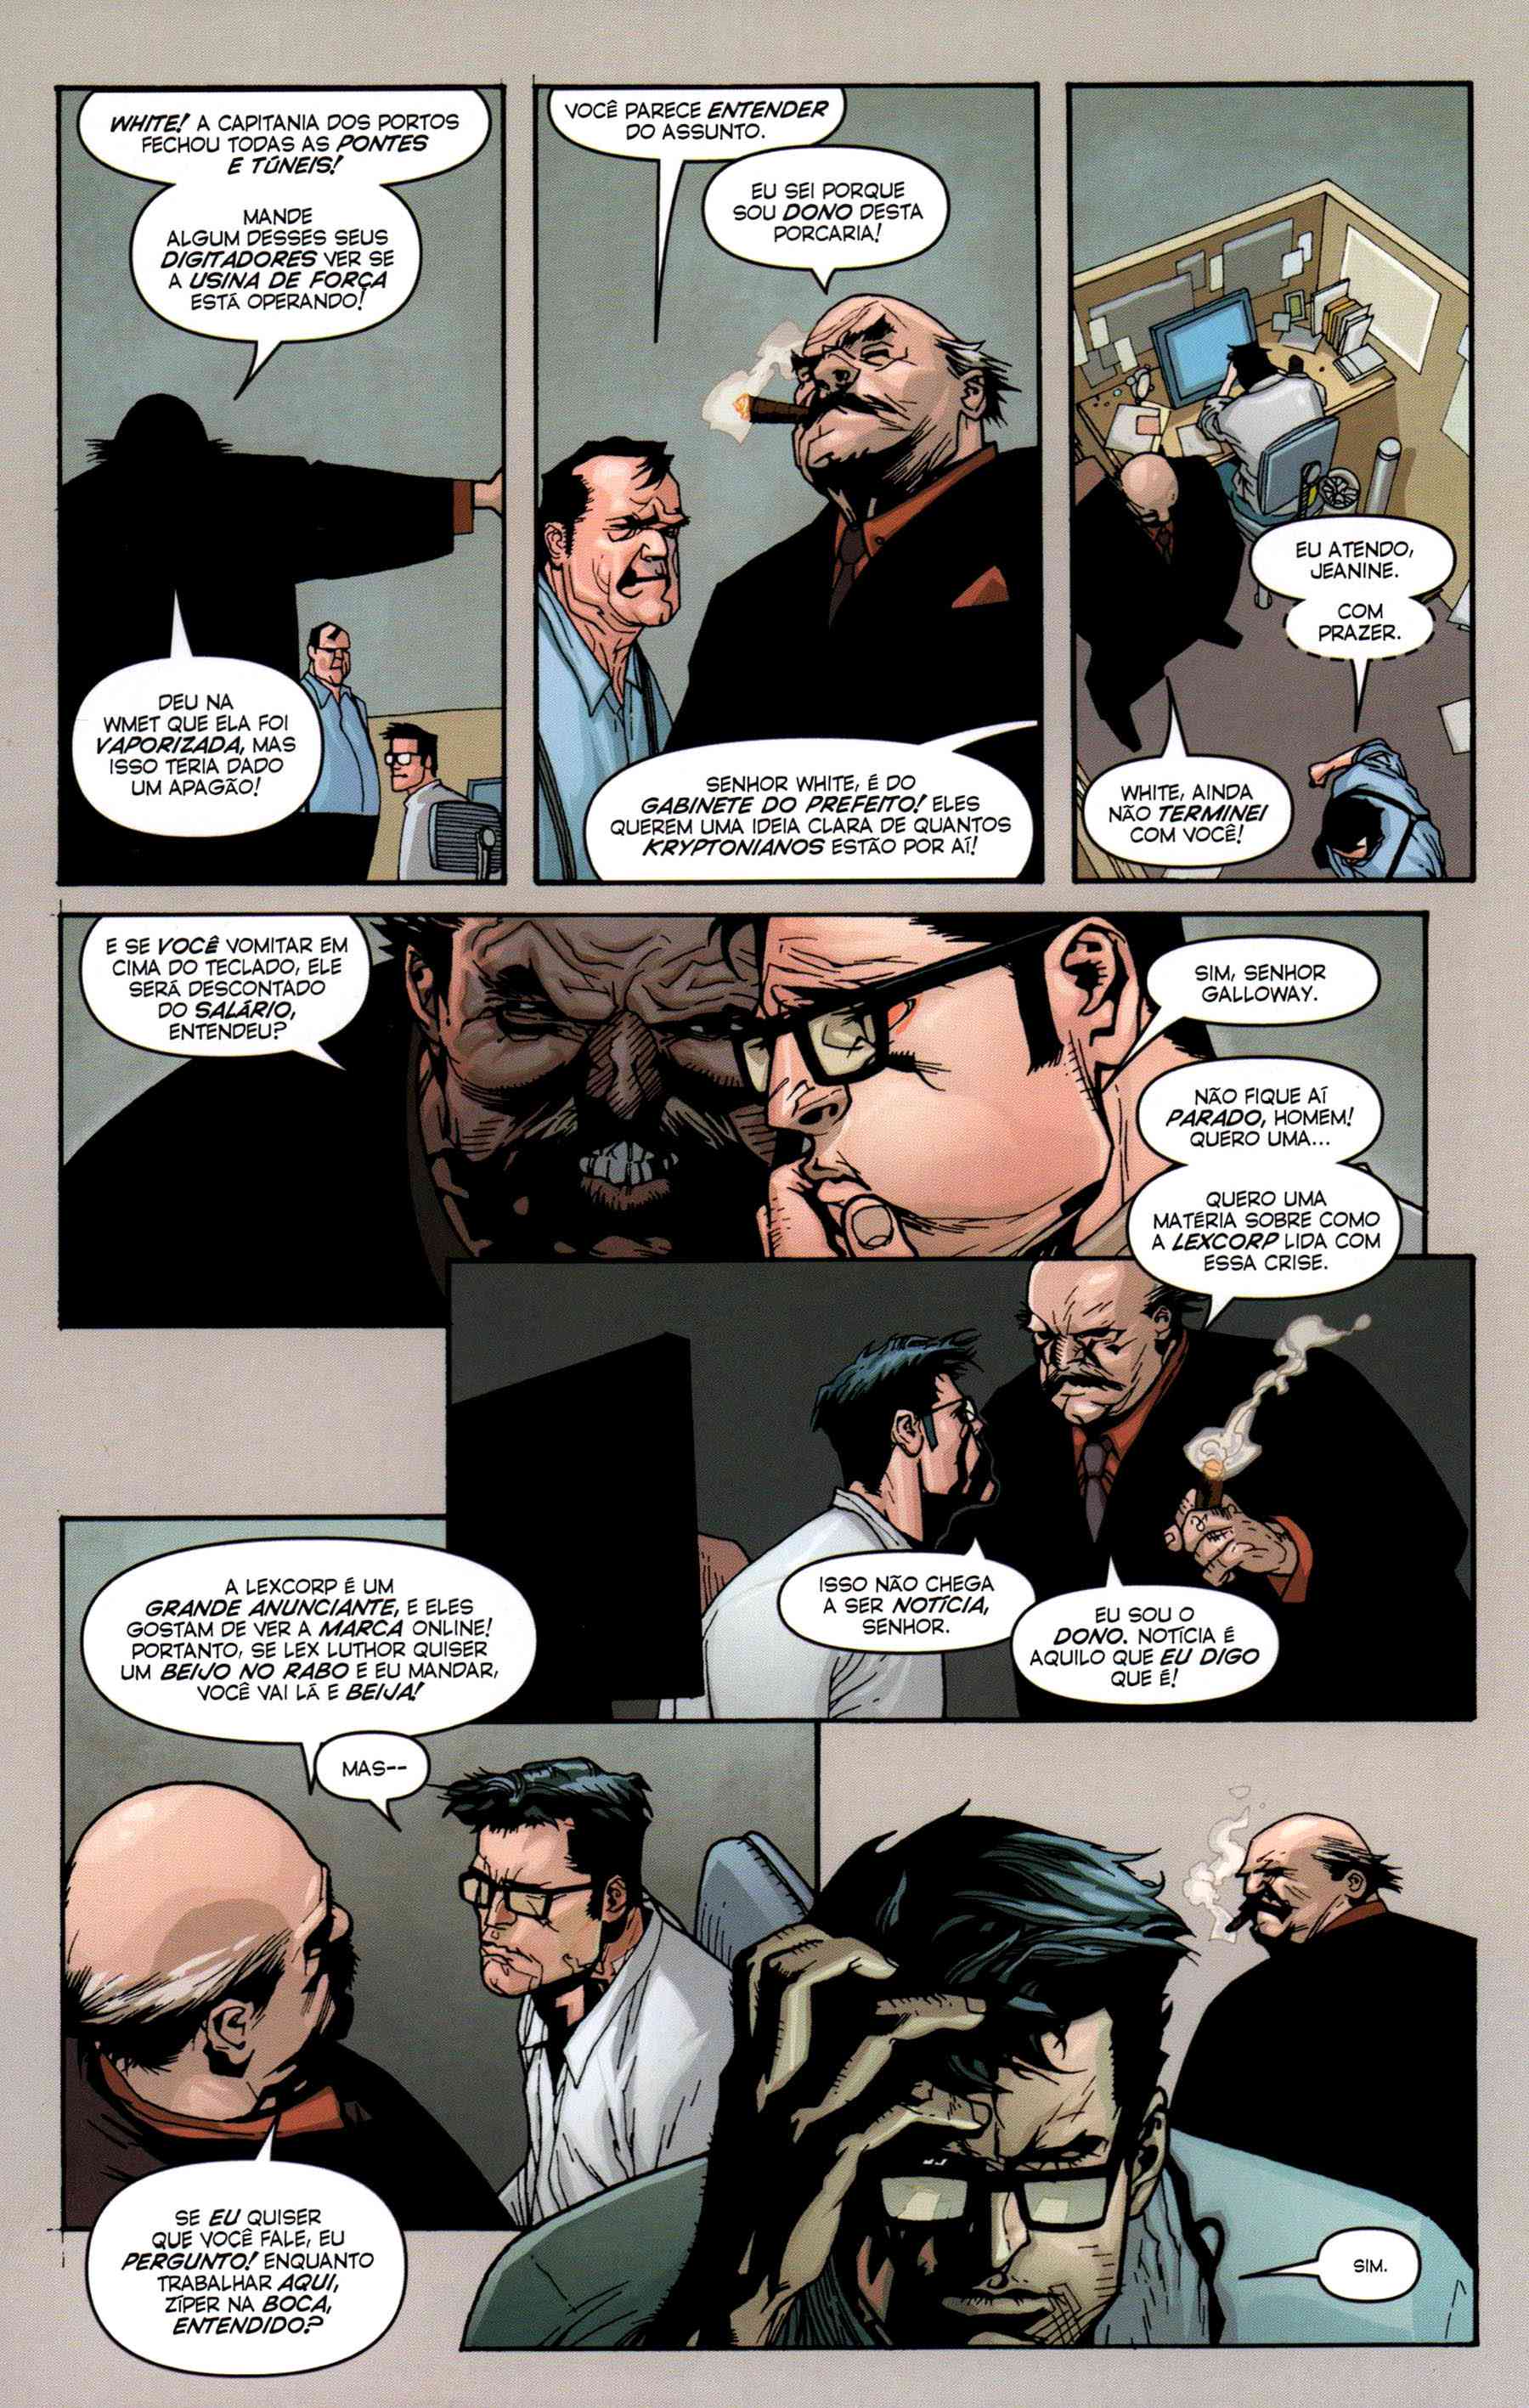 WHITE! A CAPITANIA DOS PORTOS
FECHOU TODAS AS PONTES
E TÚNEIS!
MANDE
ALGUM DESSES SEUS
DIGITADORES VER SE
A USINA DE FORÇA
ESTÁ OPERANDO!
DEU NA
WMET QUE ELA FOI
VAPORIZADA, MAS
ISSO TERIA DADO
UM APAGÃO!
VOCÊ PARECE ENTENDER
DO ASSUNTO.
EU SEI PORQUE
SOU DONO DESTA
PORCARIA!
SENHOR WHITE, É DO
GABINETE DO PREFEITO! ELES
QUEREM UMA IDEIA CLARA DE QUANTOS
KRYPTONIANOS ESTÃO POR AÍ!
EU ATENDO,
JEANINE.
COM
PRAZER.
WHITE, AINDA
NÃO TERMINEI
COM VOCÊ!
E SE VOCÊ VOMITAR EM
CIMA DO TECLADO, ELE
SERÁ DESCONTADO
DO SALÁRIO,
ENTENDEU?
SIM, SENHOR
GALLOWAY.
NÃO FIQUE AÍ
PARADO, HOMEM!
QUERO UMA...
QUERO UMA
MATÉRIA SOBRE COMO
A LEXCORP LIDA COM
ESSA CRISE.
ISSO NÃO CHEGA
A SER NOTÍCIA,
SENHOR.
EU SOU O
DONO. NOTÍCIA É
AQUILO QUE EU DIGO
QUE É!
A LEXCORP É UM
GRANDE ANUNCIANTE, E ELES
GOSTAM DE VER A MARCA ONLINE!
PORTANTO, SE LEX LUTHOR QUISER
UM BEIJO NO RABO E EU MANDAR,
VOCÊ VAI LÁ E BEIJA!
MAS--
SE EU QUISER
QUE VOCÊ FALE, EU
PERGUNTO! ENQUANTO
TRABALHAR AQUI,
ZÍPER NA BOCA,
ENTENDIDO?
SIM.